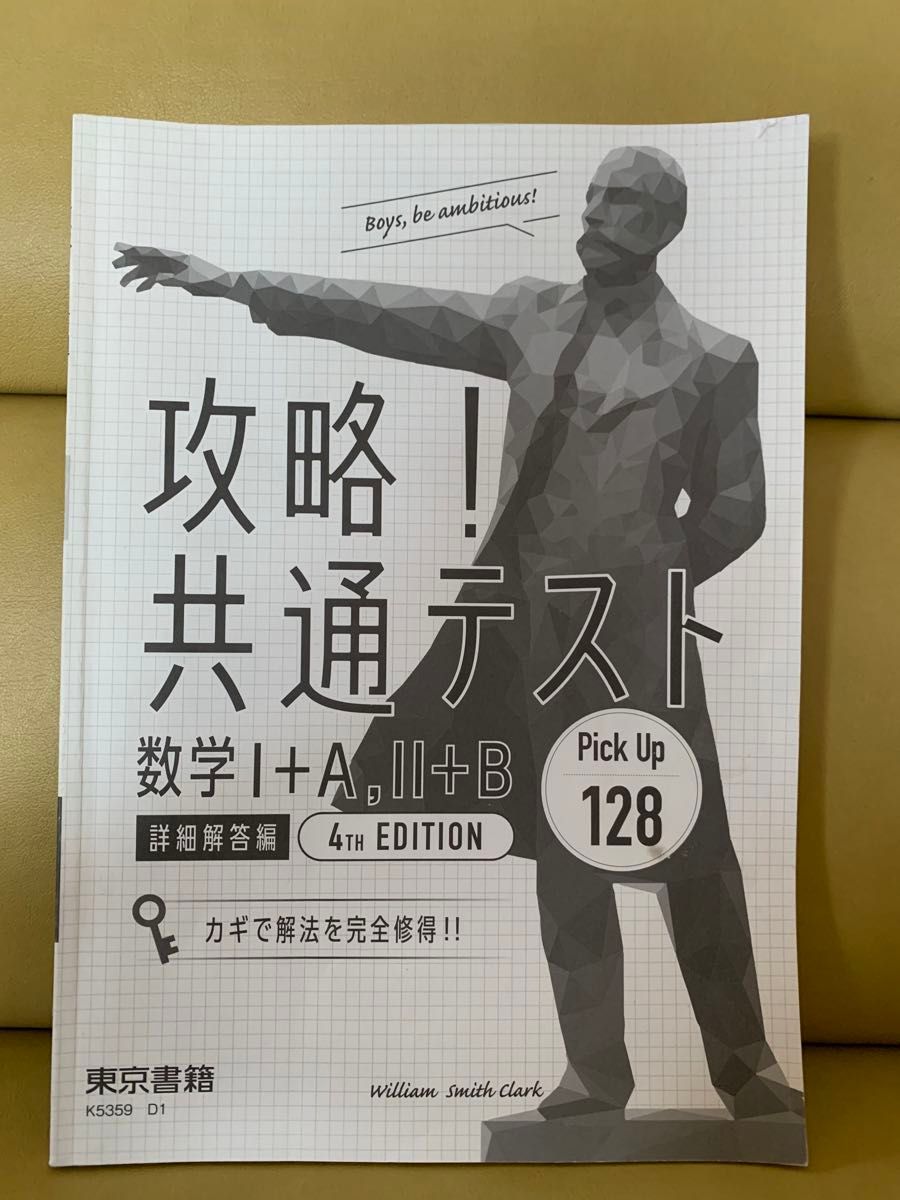 Boys, be ambitious!
攻略！
共通テスト
数学I+A,II+B
Pick Up
128
詳細解答編
4TH EDITION
カギで解法を完全修得!!
東京書籍
K5359 D1
William Smith Clark